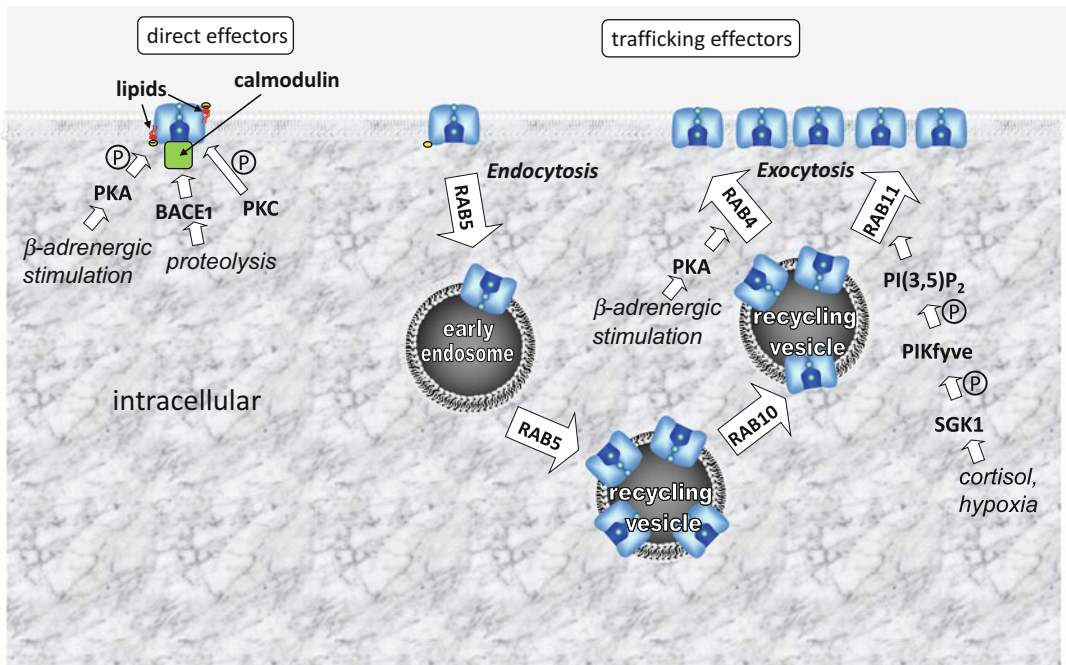 direct effectors
trafficking effectors
lipids
calmodulin
P
P
PKA
BACE1
PKC
β-adrenergic
stimulation
proteolysis
intracellular
Endocytosis
RAB5
early
endosome
RAB5
recycling
vesicle
RAB10
recycling
vesicle
Exocytosis
RAB4
RAB11
PKA
β-adrenergic
stimulation
PI(3,5)P₂
P
PIKfyve
P
SGK1
cortisol,
hypoxia